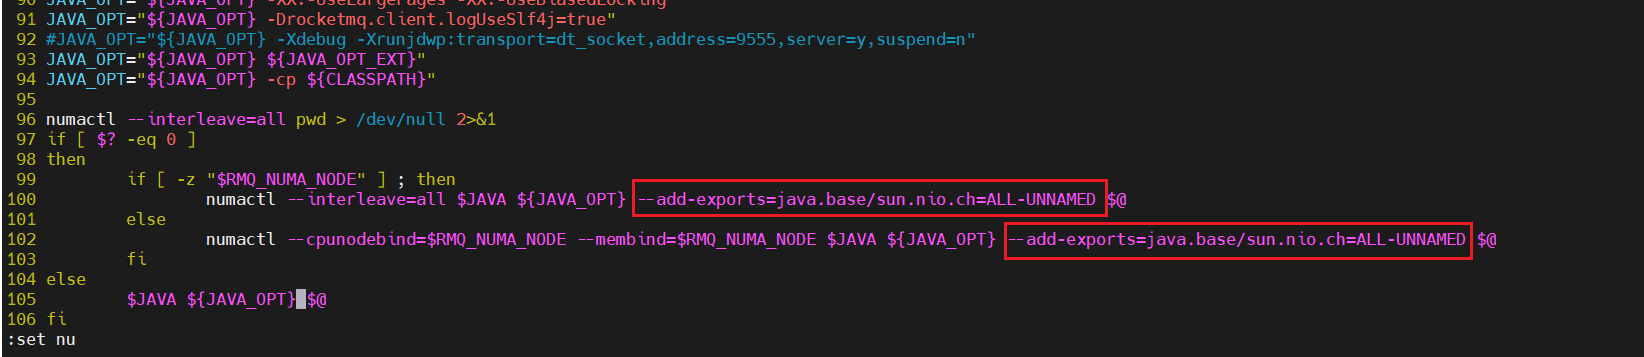 90 JAVA_OPT="${JAVA_OPT} -XX:-UseLargePages -XX:-UseBiasedLocking"
91 JAVA_OPT="${JAVA_OPT} -Drocketmq.client.logUseSlf4j=true"
92 #JAVA_OPT="${JAVA_OPT} -Xdebug -Xrunjdwp:transport=dt_socket,address=9555,server=y,suspend=n"
93 JAVA_OPT="${JAVA_OPT} ${JAVA_OPT_EXT}"
94 JAVA_OPT="${JAVA_OPT} -cp ${CLASSPATH}"
95
96 numactl --interleave=all pwd > /dev/null 2>&1
97 if [ $? -eq 0 ]
98 then
99         if [ -z "$RMQ_NUMA_NODE" ] ; then
100                 numactl --interleave=all $JAVA ${JAVA_OPT} --add-exports=java.base/sun.nio.ch=ALL-UNNAMED $@
101         else
102                 numactl --cpunodebind=$RMQ_NUMA_NODE --membind=$RMQ_NUMA_NODE $JAVA ${JAVA_OPT} --add-exports=java.base/sun.nio.ch=ALL-UNNAMED $@
103         fi
104 else
105         $JAVA ${JAVA_OPT} $@
106 fi
:set nu